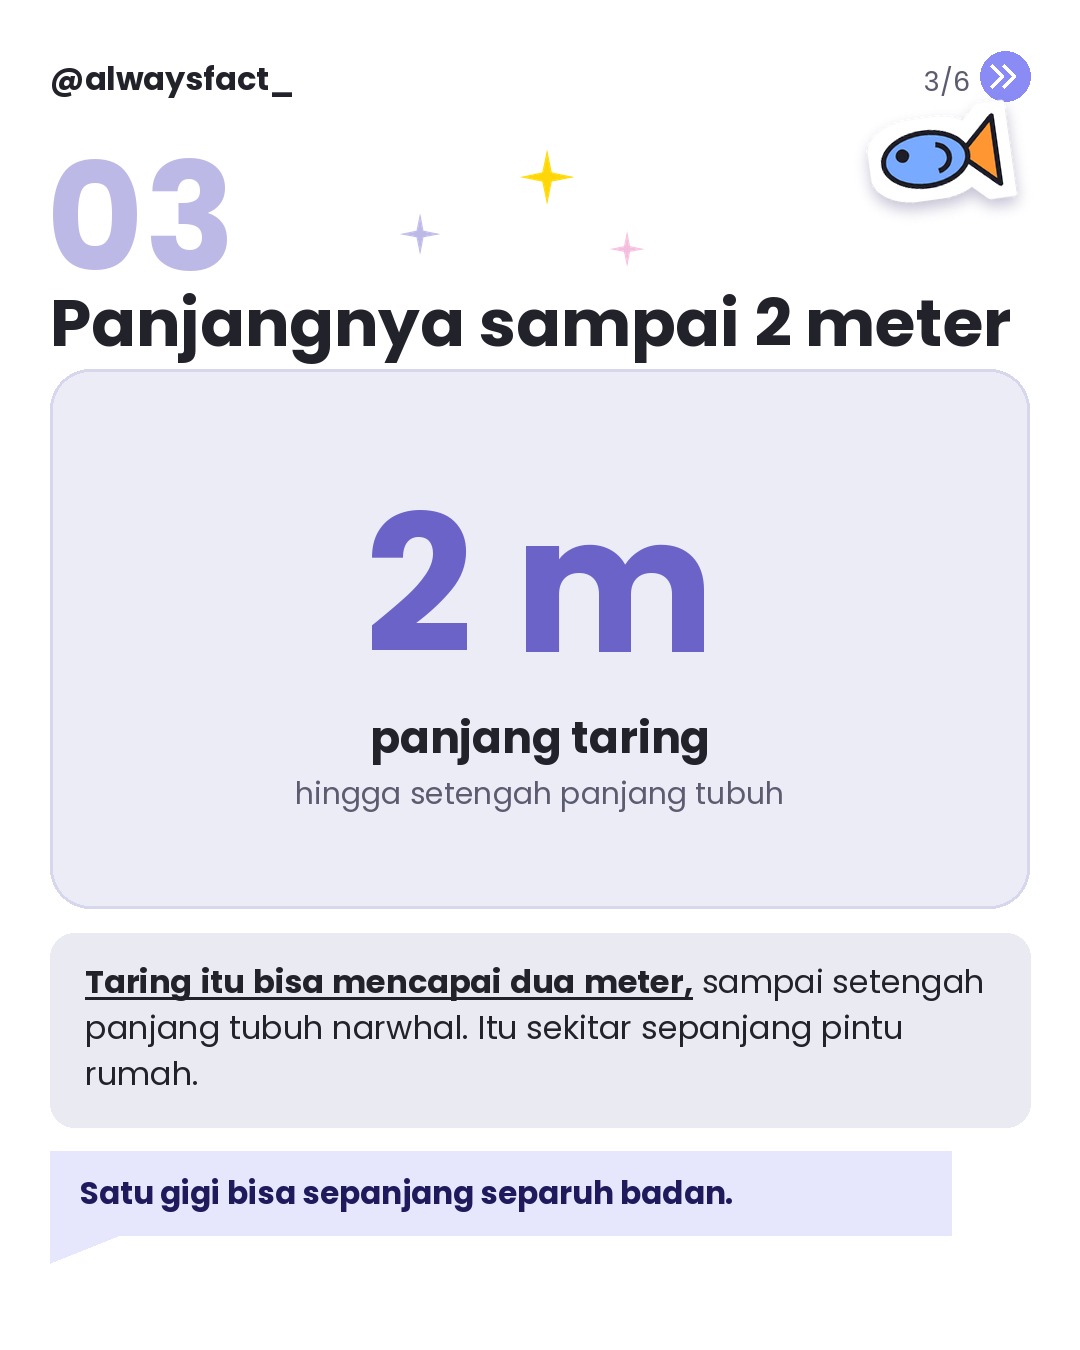 @alwaysfact_
3/6
03
Panjangnya sampai 2 meter
2 m
panjang taring
hingga setengah panjang tubuh
Taring itu bisa mencapai dua meter, sampai setengah
panjang tubuh narwhal. Itu sekitar sepanjang pintu
rumah.
Satu gigi bisa sepanjang separuh badan.